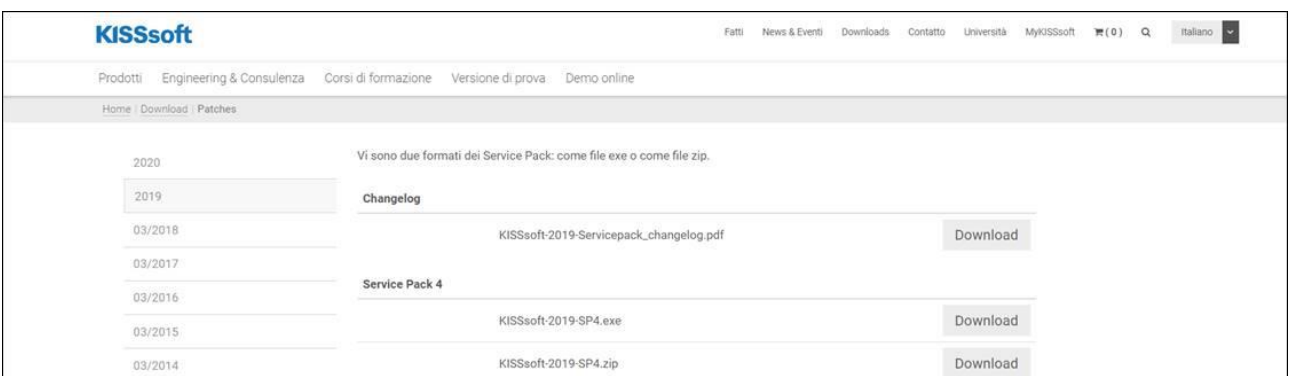 KISSsoft
Fatti News & Eventi Downloads Contatto Università MyKISSsoft ( 0 ) Italiano
Prodotti Engineering & Consulenza Corsi di formazione Versione di prova Demo online
Home | Download | Patches
2020
2019
03/2018
03/2017
03/2016
03/2015
03/2014
Vi sono due formati dei Service Pack: come file exe o come file zip.
Changelog
KISSsoft-2019-Servicepack_changelog.pdf Download
Service Pack 4
KISSsoft-2019-SP4.exe Download
KISSsoft-2019-SP4.zip Download